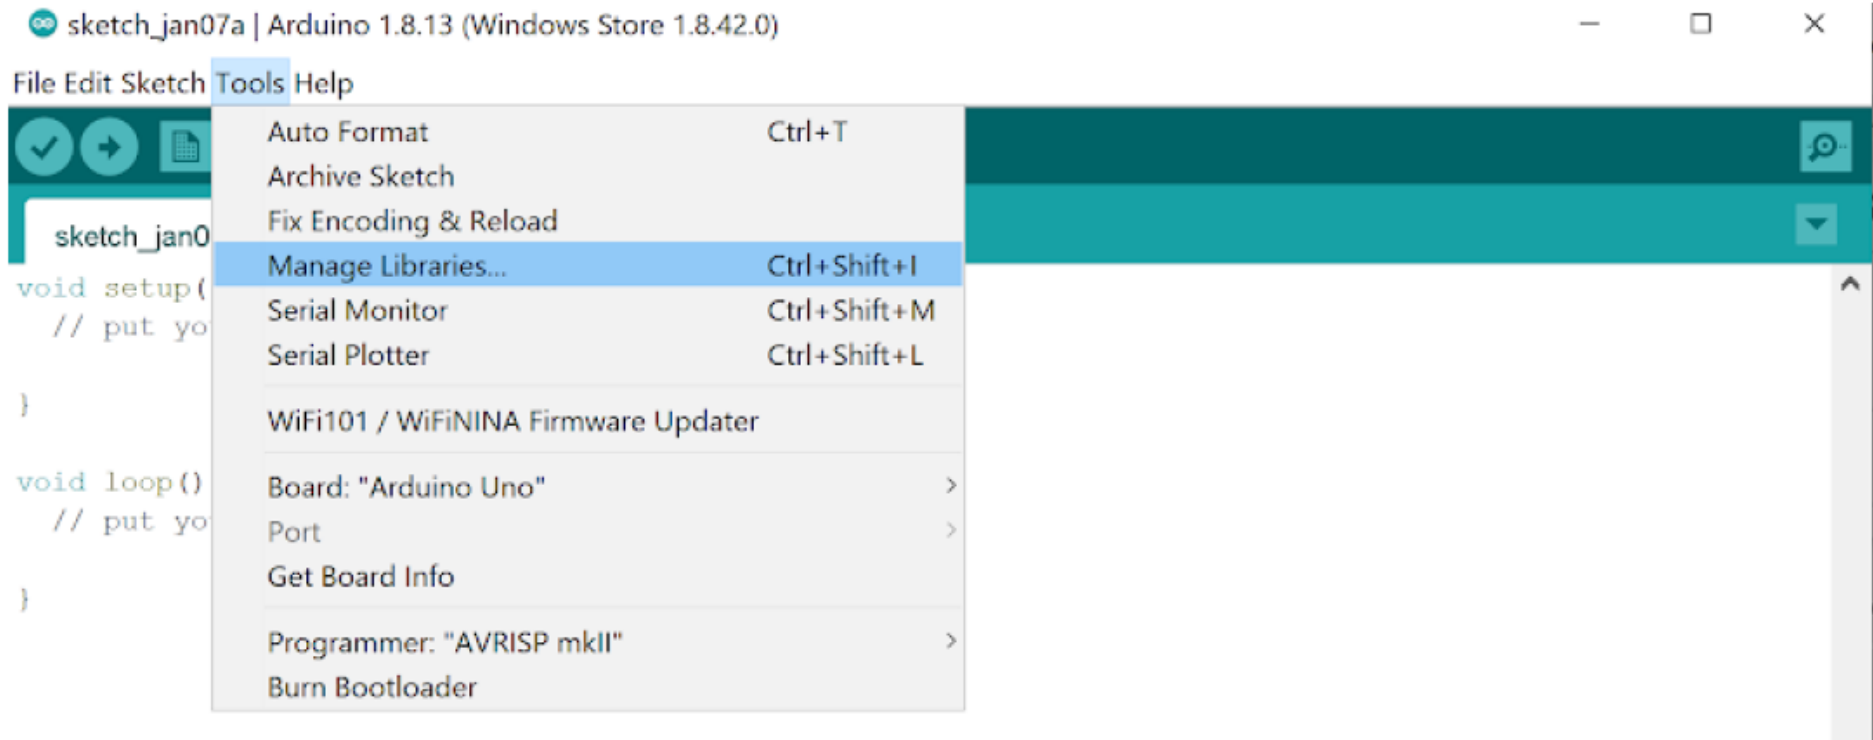 sketch_jan07a | Arduino 1.8.13 (Windows Store 1.8.42.0)
File Edit Sketch Tools Help
Auto Format Ctrl+T
Archive Sketch
Fix Encoding & Reload
sketch_jan0
Manage Libraries... Ctrl+Shift+I
void setup(
Serial Monitor Ctrl+Shift+M
// put yo
Serial Plotter Ctrl+Shift+L
}
WiFi101 / WiFiNINA Firmware Updater
void loop()
Board: "Arduino Uno"
// put yo
Port
Get Board Info
}
Programmer: "AVRISP mkII"
Burn Bootloader